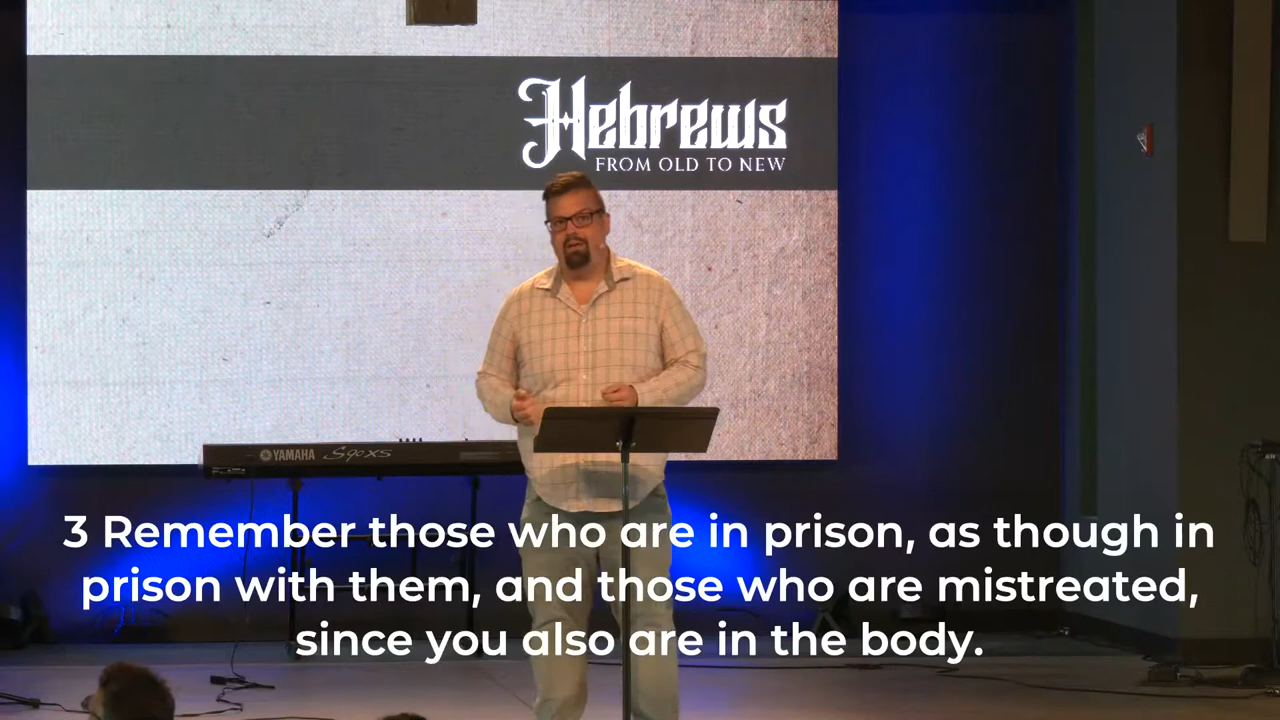 Hebrews
FROM OLD TO NEW
YAMAHA S90XS
3 Remember those who are in prison, as though in
prison with them, and those who are mistreated,
since you also are in the body.